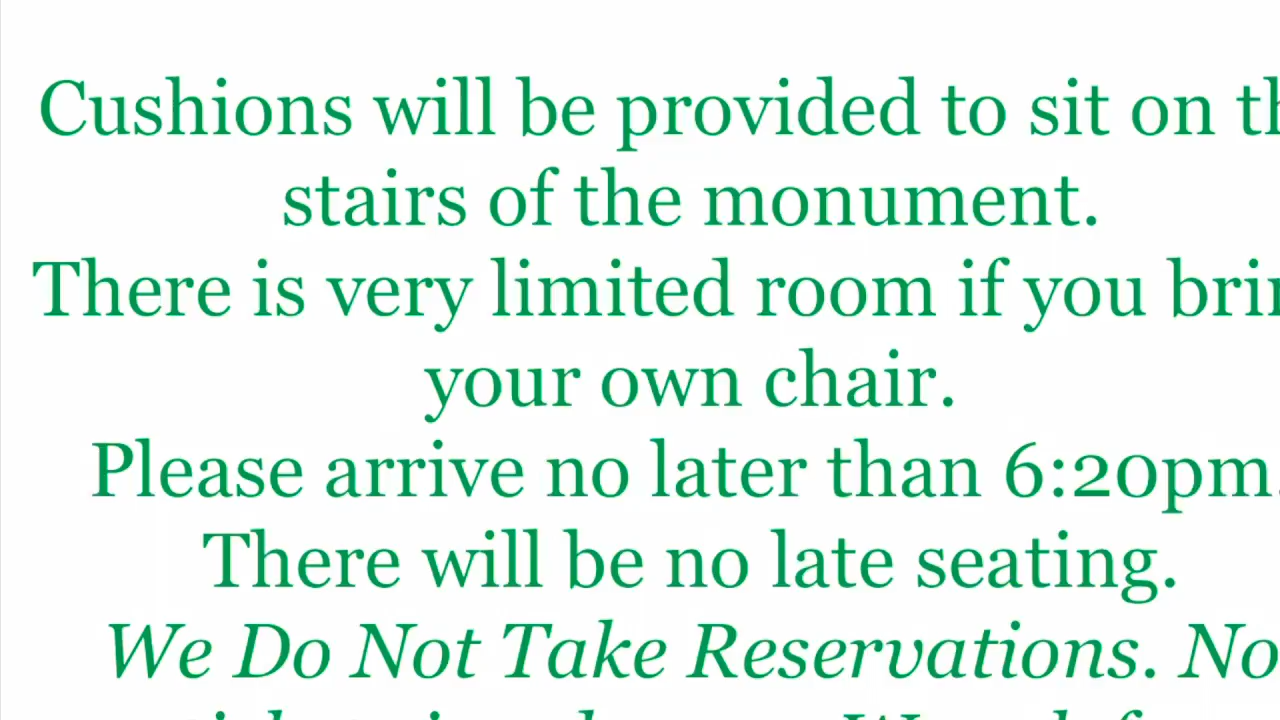 Cushions will be provided to sit on th
stairs of the monument.
There is very limited room if you brin
your own chair.
Please arrive no later than 6:20pm.
There will be no late seating.
We Do Not Take Reservations. No